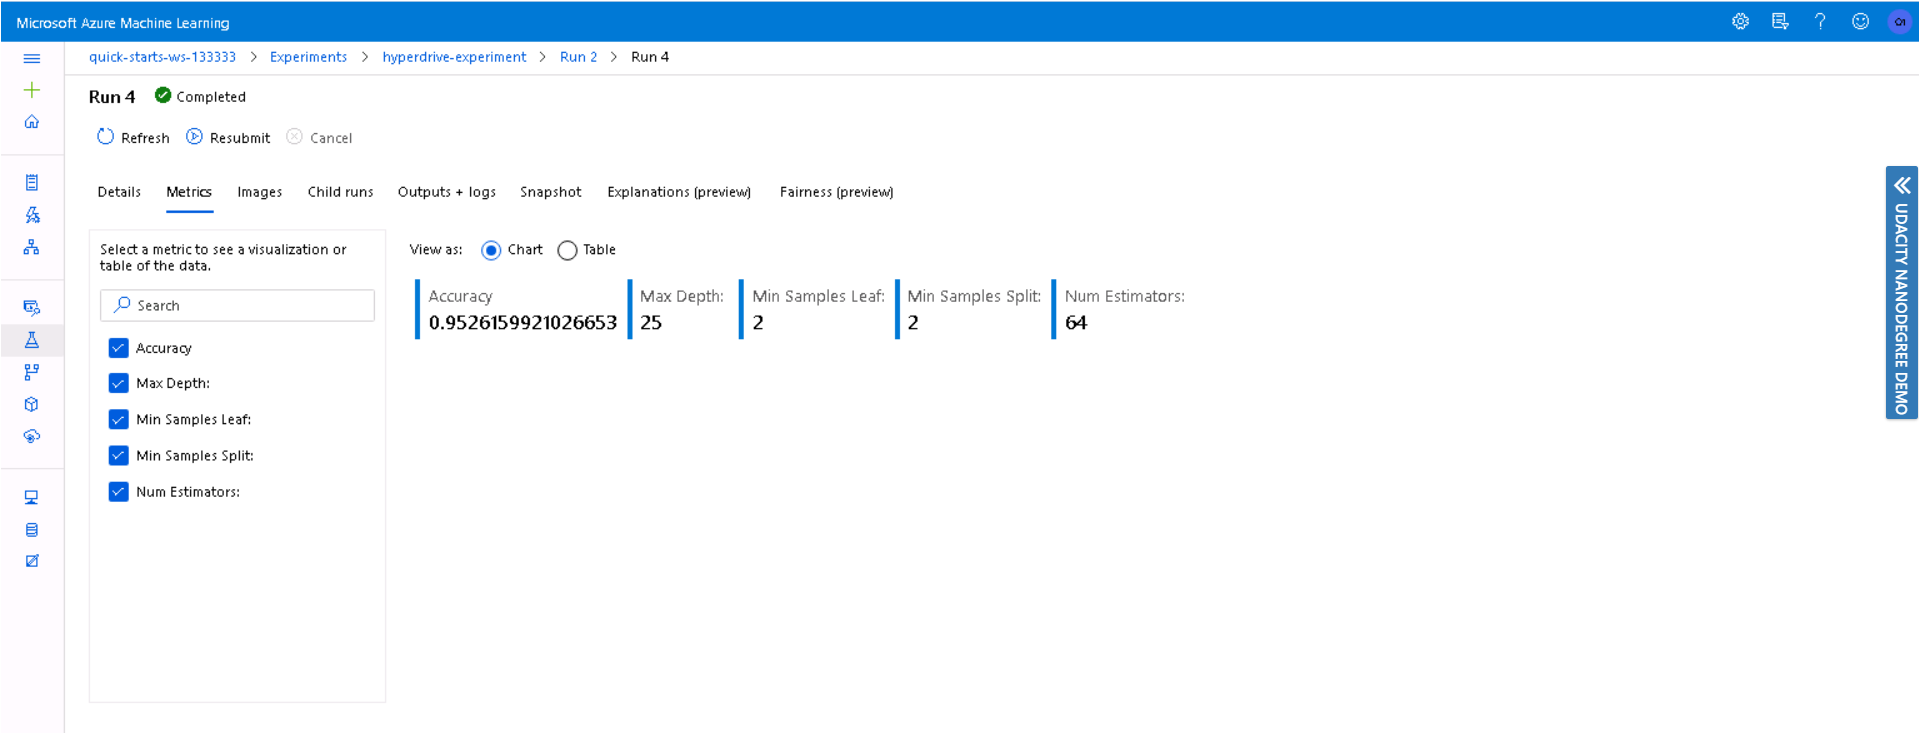 Microsoft Azure Machine Learning
quick-starts-ws-133333 > Experiments > hyperdrive-experiment > Run 2 > Run 4
Run 4 Completed
Refresh Resubmit Cancel
Details Metrics Images Child runs Outputs + logs Snapshot Explanations (preview) Fairness (preview)
Select a metric to see a visualization or
table of the data.
Search
Accuracy
Max Depth:
Min Samples Leaf:
Min Samples Split:
Num Estimators:
View as: Chart Table
Accuracy Max Depth: Min Samples Leaf: Min Samples Split: Num Estimators:
0.9526159921026653 25 2 2 64
UDACITY NANODEGREE DEMO